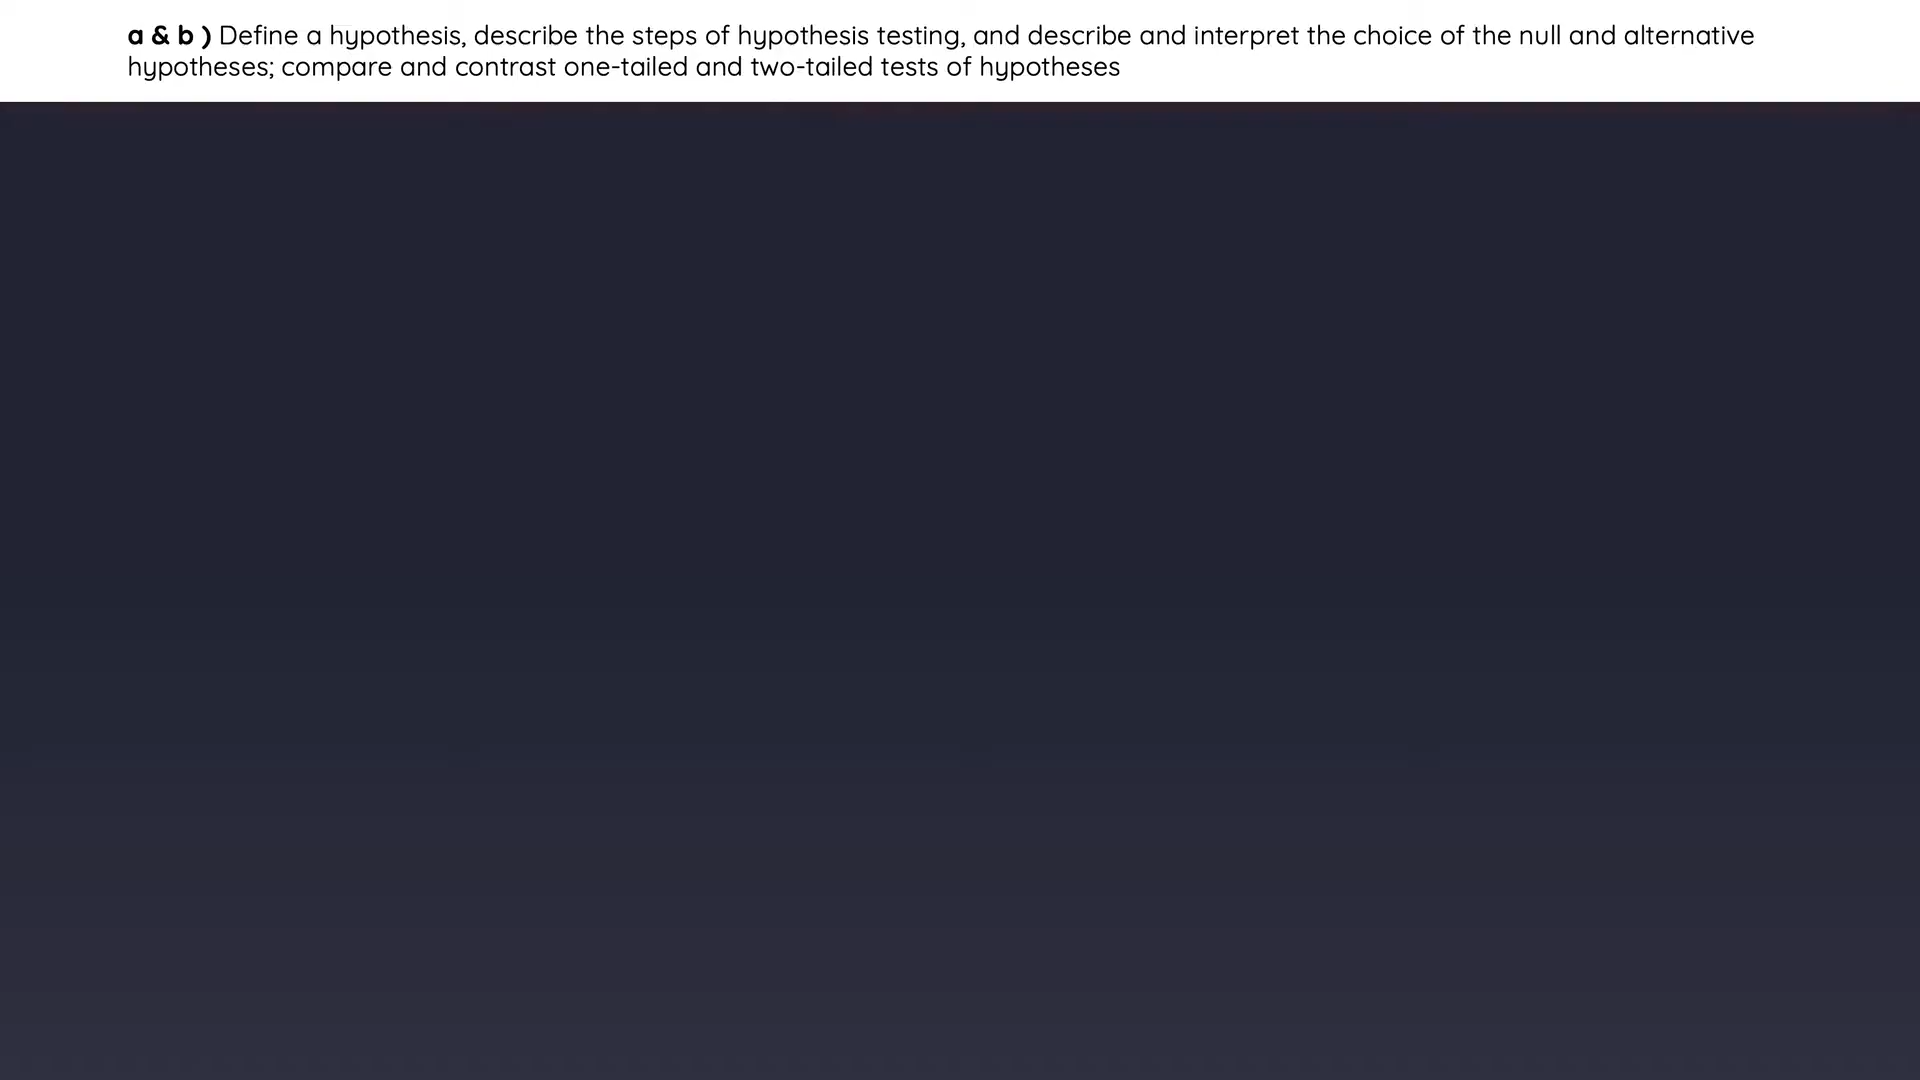 a & b ) Define a hypothesis, describe the steps of hypothesis testing, and describe and interpret the choice of the null and alternative
hypotheses; compare and contrast one-tailed and two-tailed tests of hypotheses